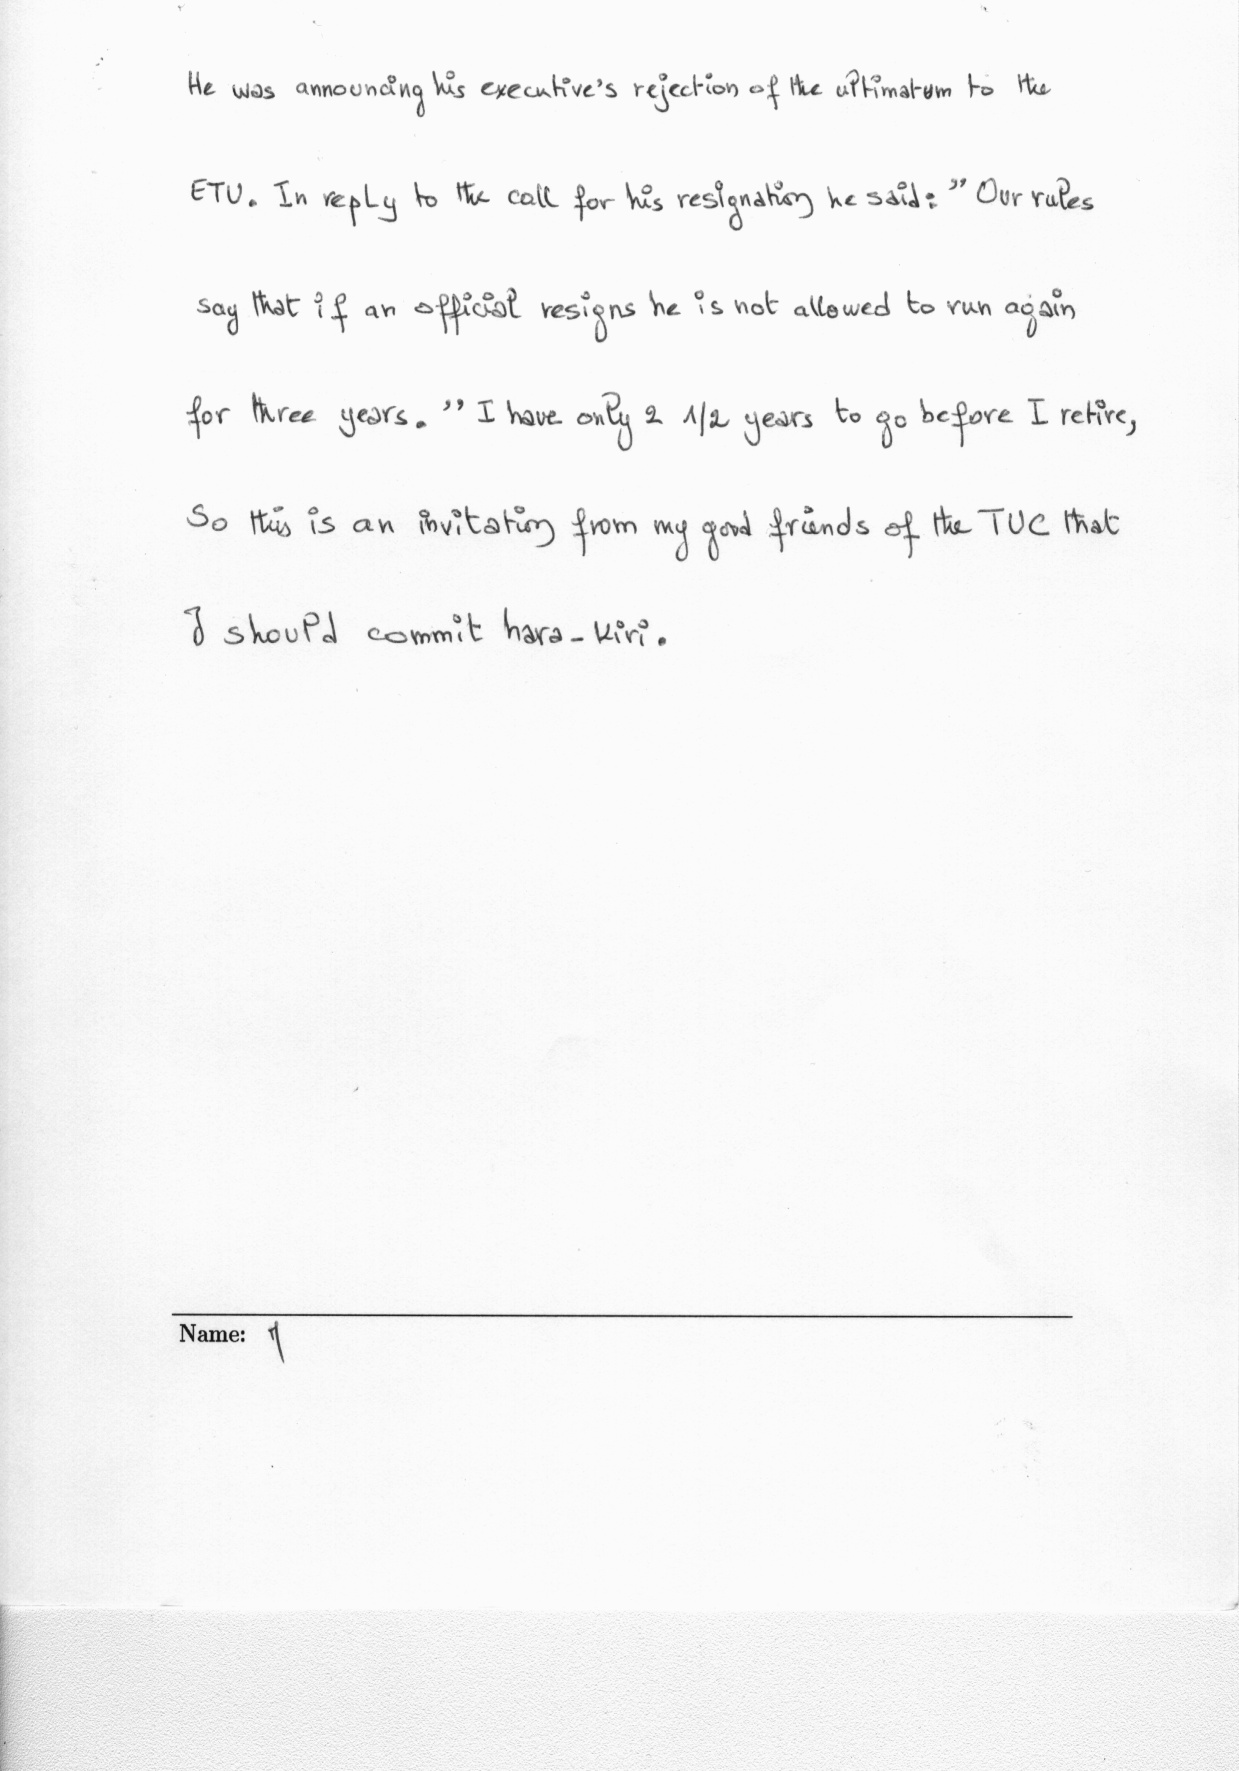 He was announcing his executive's rejection of the ultimatum to the
ETU. In reply to the call for his resignation he said: " Our rules
say that if an official resigns he is not allowed to run again
for three years. " I have only 2 1/2 years to go before I retire,
So this is an invitation from my good friends of the TUC that
I should commit hara-kiri.
Name: